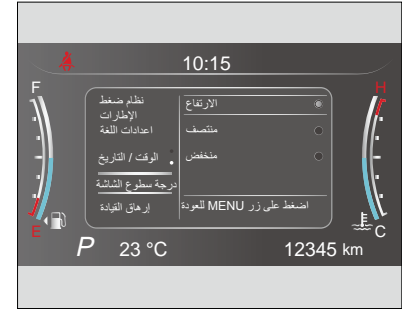 10:15
F
H
نظام ضغط
الإطارات
اعدادات اللغة
الوقت / التاريخ
درجة سطوع الشاشة
إرهاق القيادة
الارتفاع
منتصف
منخفض
اضغط على زر MENU للعودة
E
C
P
23 °C
12345 km